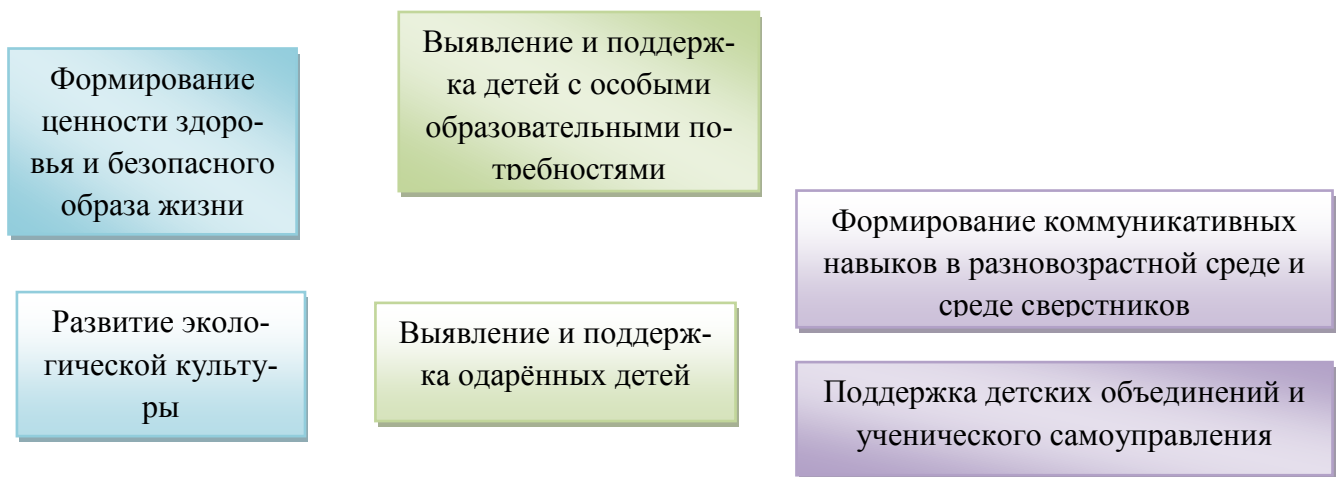 Формирование
ценности здоро-
вья и безопасного
образа жизни
Выявление и поддерж-
ка детей с особыми
образовательными по-
требностями
Формирование коммуникативных
навыков в разновозрастной среде и
среде сверстников
Развитие эколо-
гической культу-
ры
Выявление и поддерж-
ка одарённых детей
Поддержка детских объединений и
ученического самоуправления